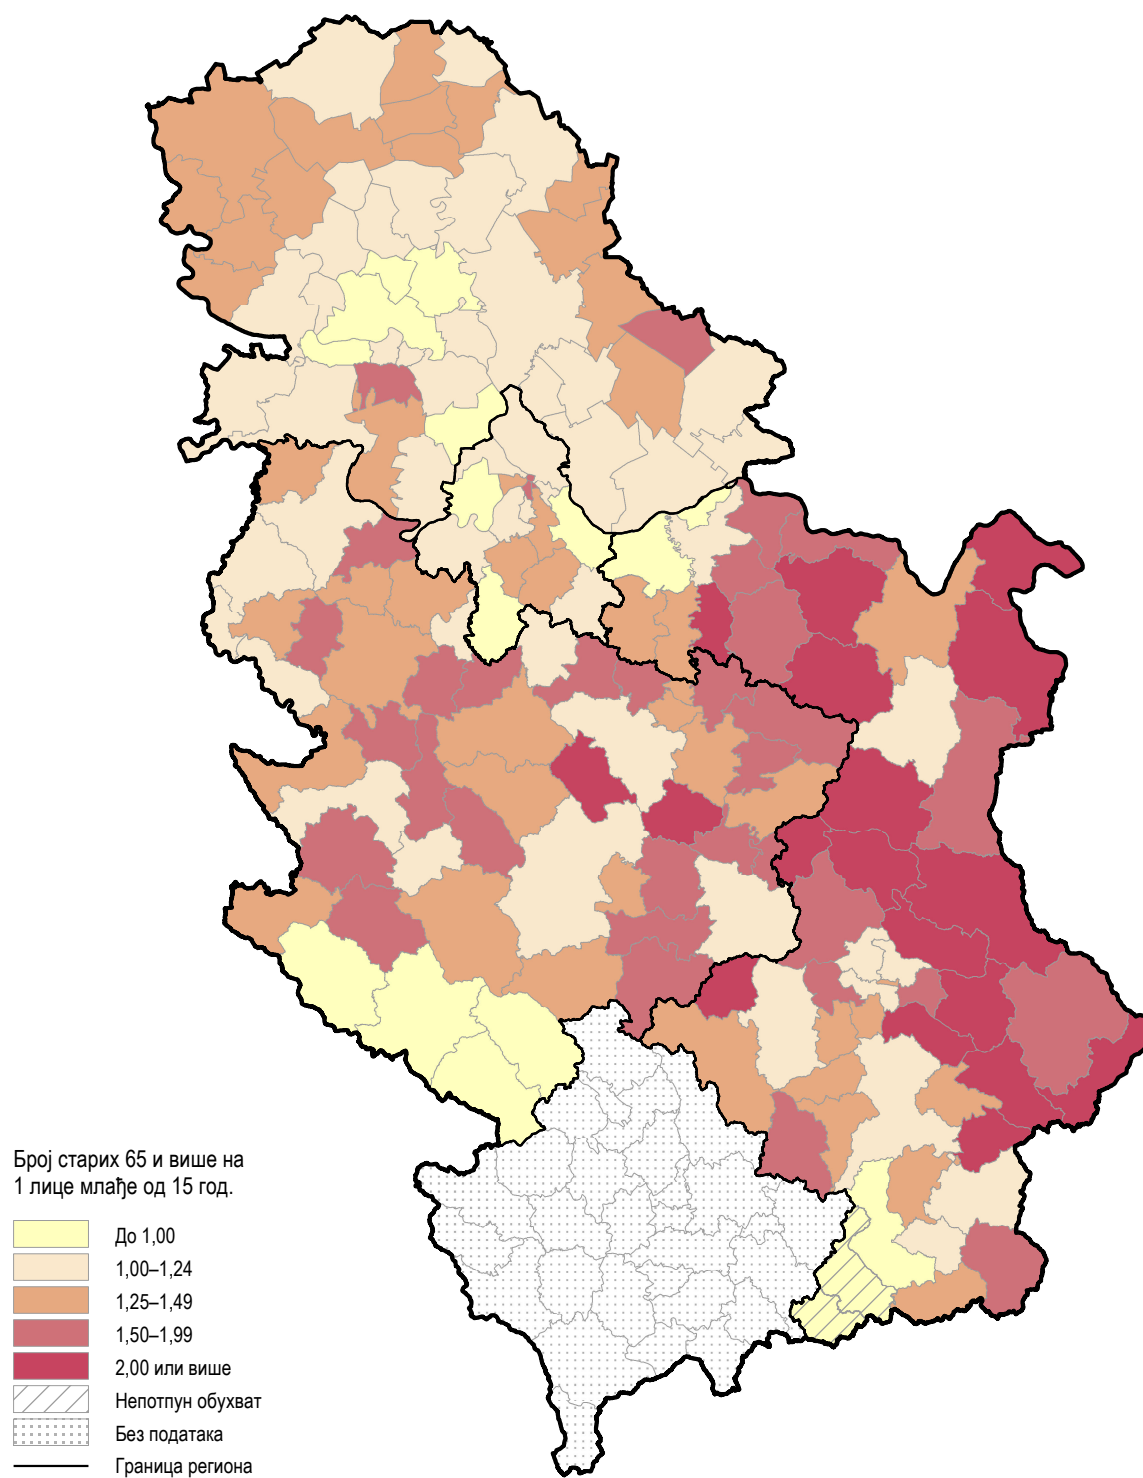 Број старих 65 и више на
1 лице млађе од 15 год.
До 1,00
1,00–1,24
1,25–1,49
1,50–1,99
2,00 или више
Непотпун обухват
Без података
Граница региона